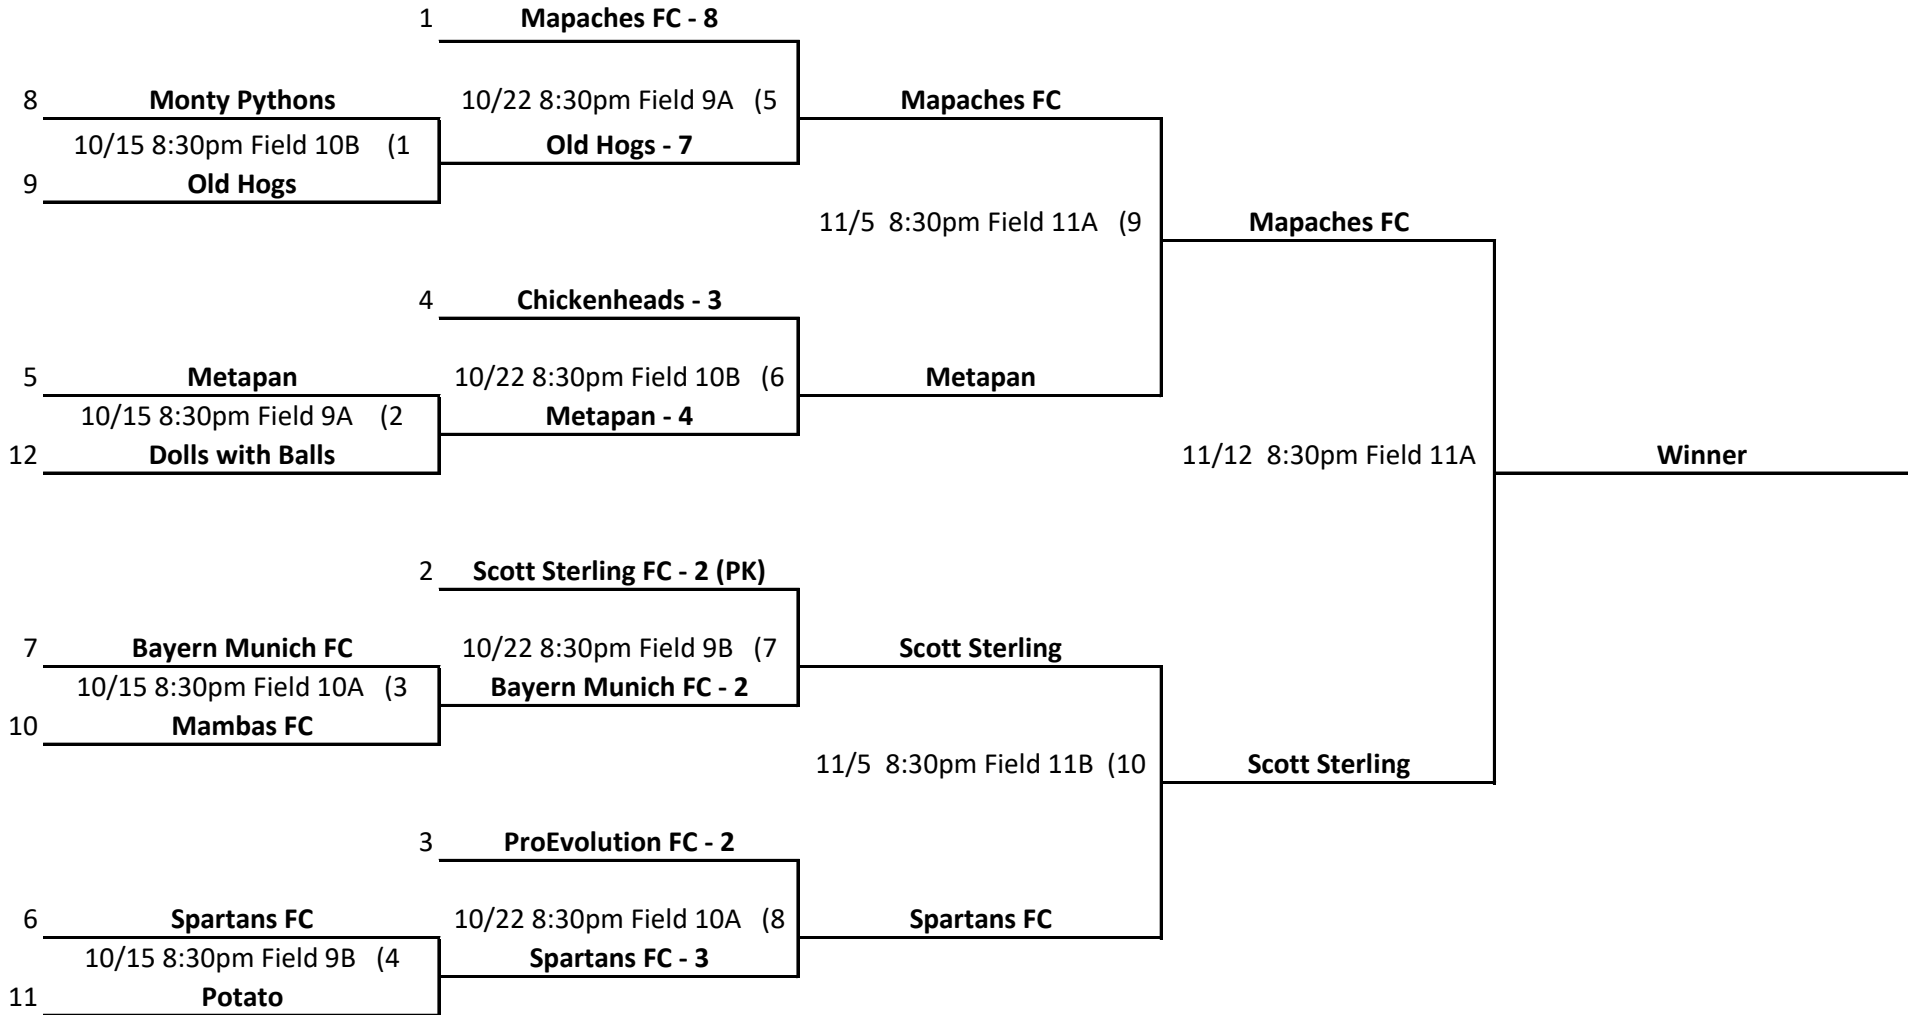 1 Mapaches FC - 8
8 Monty Pythons 10/22 8:30pm Field 9A (5 Mapaches FC
10/15 8:30pm Field 10B (1 Old Hogs - 7
9 Old Hogs
11/5 8:30pm Field 11A (9 Mapaches FC
4 Chickenheads - 3
5 Metapan 10/22 8:30pm Field 10B (6 Metapan
10/15 8:30pm Field 9A (2 Metapan - 4
12 Dolls with Balls 11/12 8:30pm Field 11A Winner
2 Scott Sterling FC - 2 (PK)
7 Bayern Munich FC 10/22 8:30pm Field 9B (7 Scott Sterling
10/15 8:30pm Field 10A (3 Bayern Munich FC - 2
10 Mambas FC
11/5 8:30pm Field 11B (10 Scott Sterling
3 ProEvolution FC - 2
6 Spartans FC 10/22 8:30pm Field 10A (8 Spartans FC
10/15 8:30pm Field 9B (4 Spartans FC - 3
11 Potato